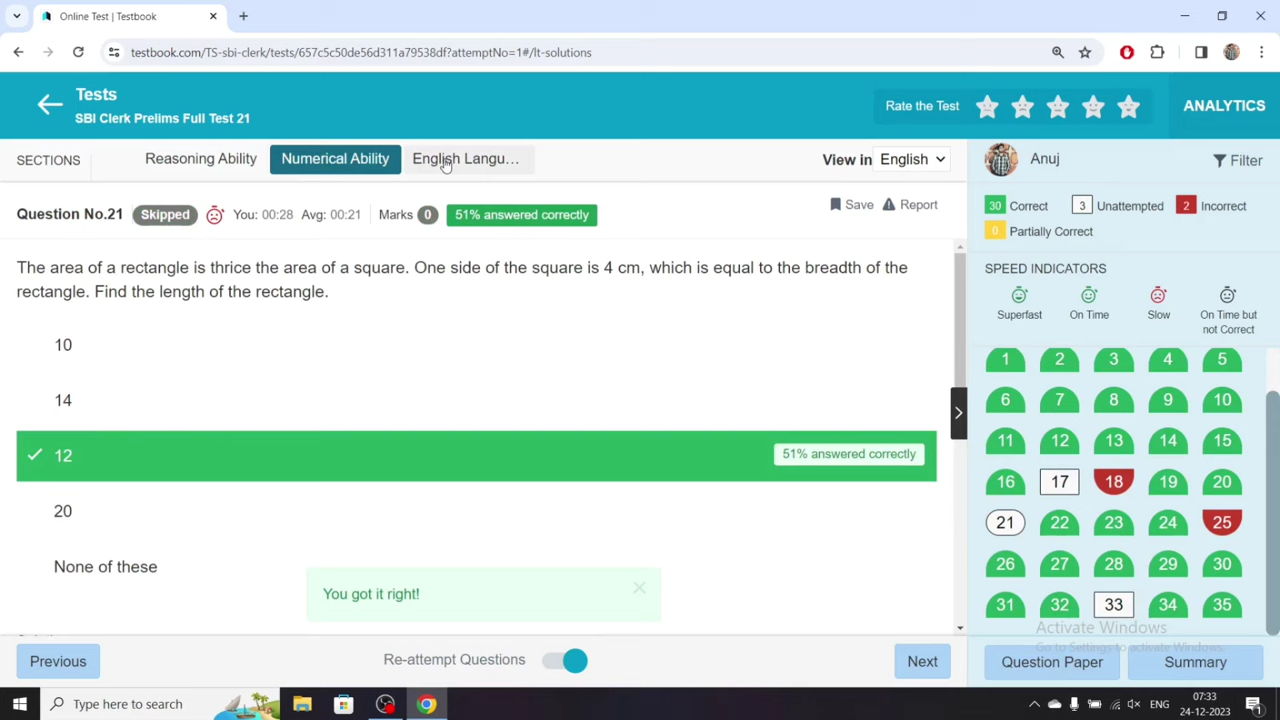 Online Test | Testbook
testbook.com/TS-sbi-clerk/tests/657c5c50de56d311a79538df?attemptNo=1#/lt-solutions
Tests
SBI Clerk Prelims Full Test 21
Rate the Test
ANALYTICS
SECTIONS
Reasoning Ability
Numerical Ability
English Langu...
View in English
Anuj
Filter
Question No.21 Skipped You: 00:28 Avg: 00:21 Marks 0 51% answered correctly
Save Report
30 Correct 3 Unattempted 2 Incorrect
0 Partially Correct
The area of a rectangle is thrice the area of a square. One side of the square is 4 cm, which is equal to the breadth of the
rectangle. Find the length of the rectangle.
10
14
12 51% answered correctly
20
None of these
You got it right!
SPEED INDICATORS
Superfast On Time Slow On Time but
not Correct
1 2 3 4 5
6 7 8 9 10
11 12 13 14 15
16 17 18 19 20
21 22 23 24 25
26 27 28 29 30
31 32 33 34 35
Activate Windows
Go to Settings to activate Windows.
Previous
Re-attempt Questions
Next
Question Paper
Summary
Type here to search
ENG
07:33
24-12-2023
1